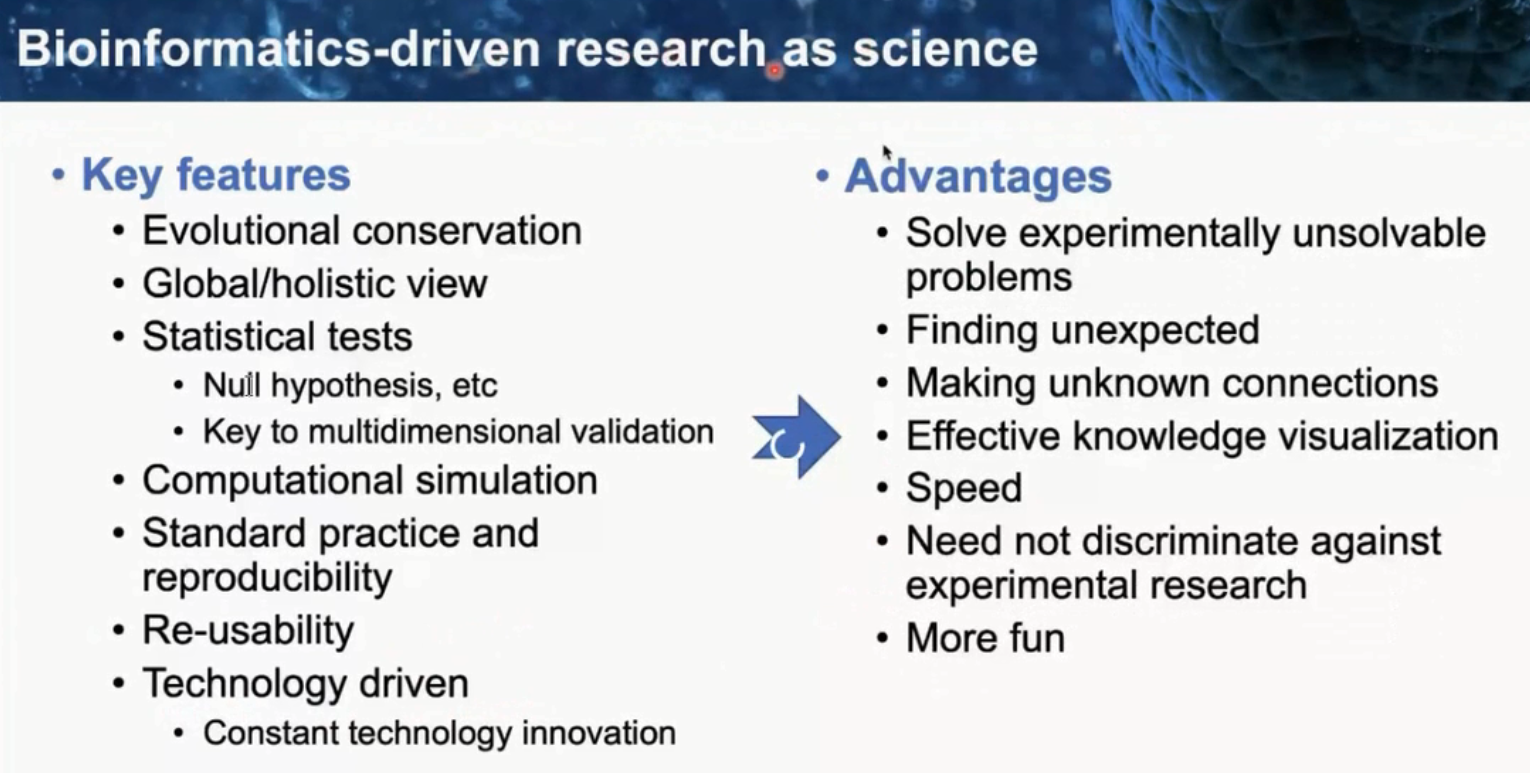 Bioinformatics-driven research as science
• Key features
• Evolutional conservation
• Global/holistic view
• Statistical tests
• Null hypothesis, etc
• Key to multidimensional validation
• Computational simulation
• Standard practice and
reproducibility
• Re-usability
• Technology driven
• Constant technology innovation
• Advantages
• Solve experimentally unsolvable
problems
• Finding unexpected
• Making unknown connections
• Effective knowledge visualization
• Speed
• Need not discriminate against
experimental research
• More fun